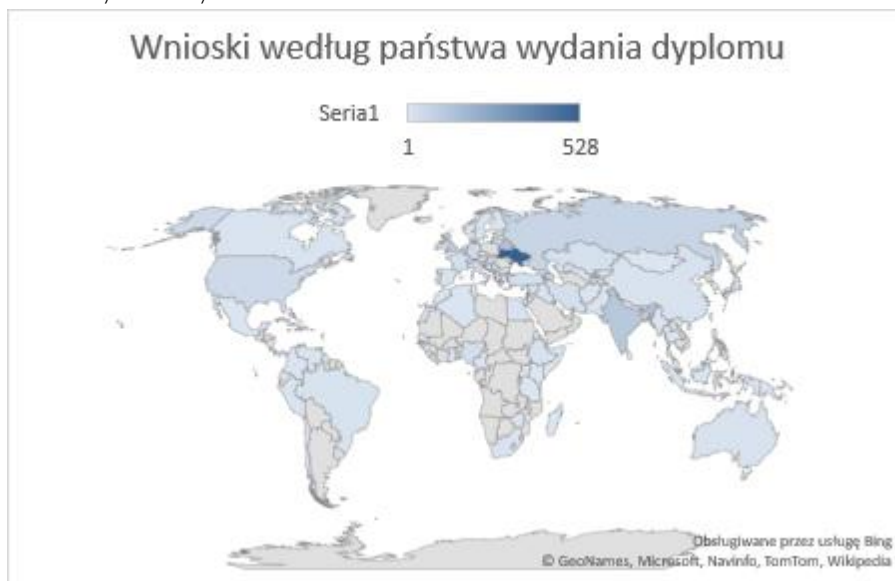 Wnioski według państwa wydania dyplomu
Seria1
1 528
Obsługiwane przez usługę Bing
© GeoNames, Microsoft, Navinfo, TomTom, Wikipedia